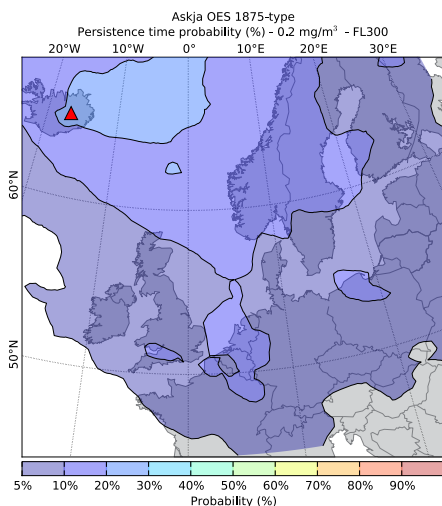 Askja OES 1875-type
Persistence time probability (%) - 0.2 mg/m³ - FL300
20°W 10°W 0° 10°E 20°E 30°E
60°N
50°N
5% 10% 20% 30% 40% 50% 60% 70% 80% 90%
Probability (%)